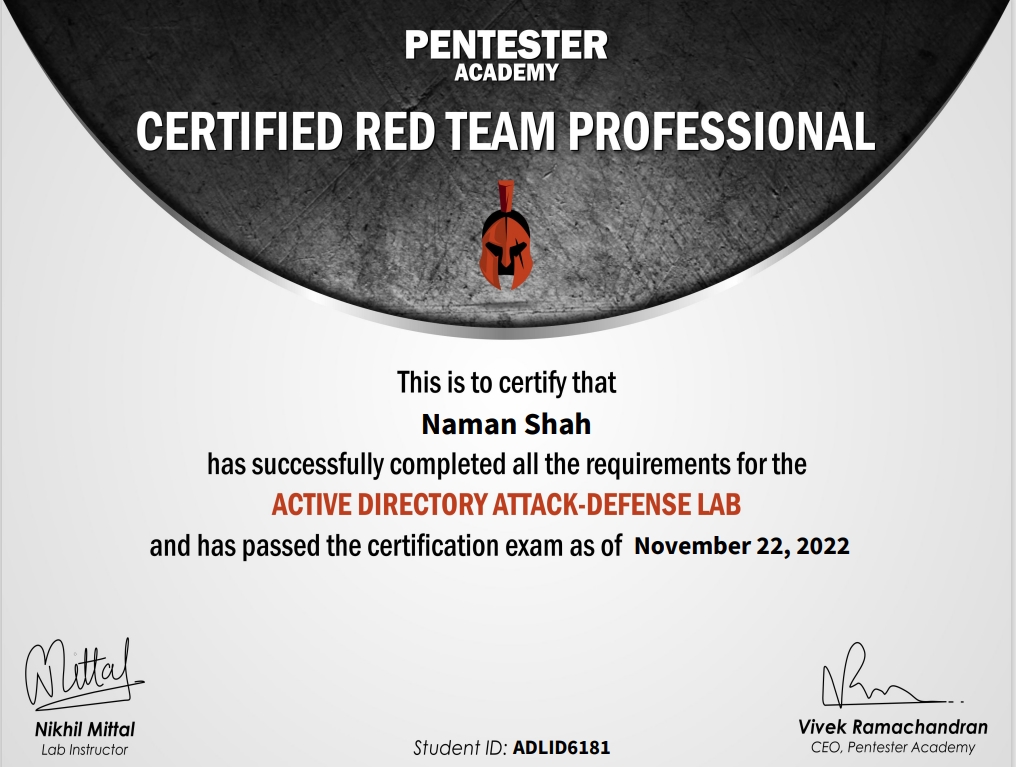 PENTESTER
ACADEMY
CERTIFIED RED TEAM PROFESSIONAL
This is to certify that
Naman Shah
has successfully completed all the requirements for the
ACTIVE DIRECTORY ATTACK-DEFENSE LAB
and has passed the certification exam as of November 22, 2022
Mittal
Nikhil Mittal
Lab Instructor
Student ID: ADLID6181
Vivek Ramachandran
CEO, Pentester Academy